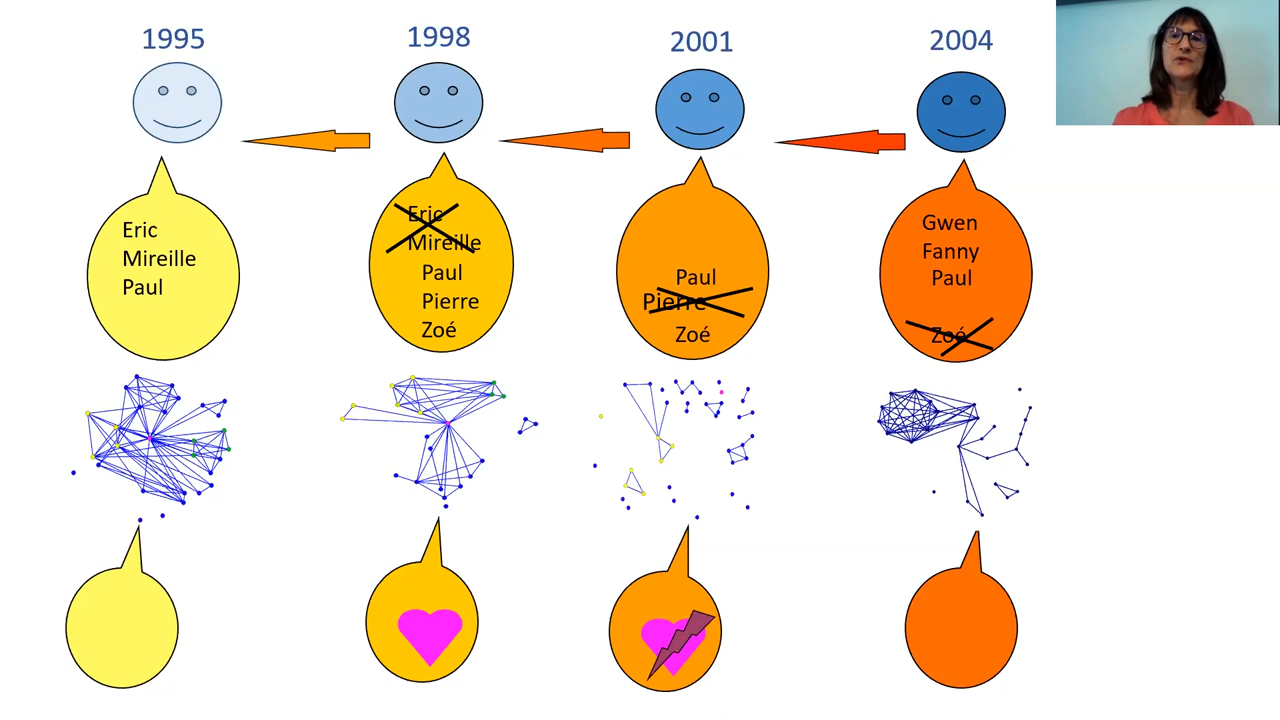 1995
1998
2001
2004
Eric
Mireille
Paul
Eric
Mireille
Paul
Pierre
Zoé
Paul
Pierre
Zoé
Gwen
Fanny
Paul
Zoé